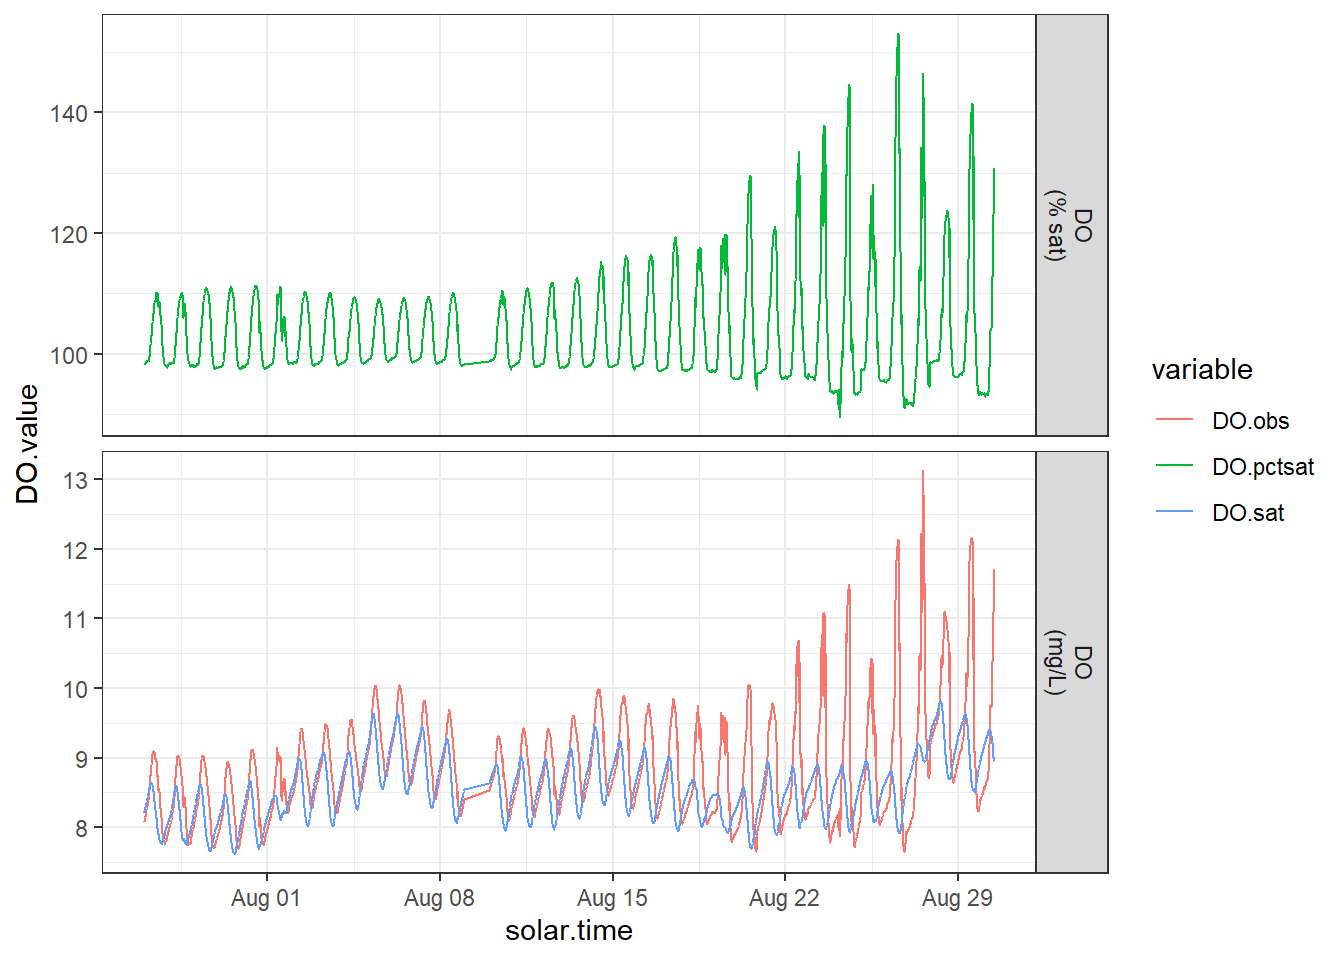 DO.value
140
120
100
DO
(% sat)
13
12
11
10
9
8
DO
(mg/L)
Aug 01
Aug 08
Aug 15
Aug 22
Aug 29
solar.time
variable
DO.obs
DO.pctsat
DO.sat